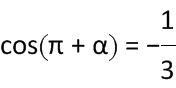 cos(π + α) = −1/3